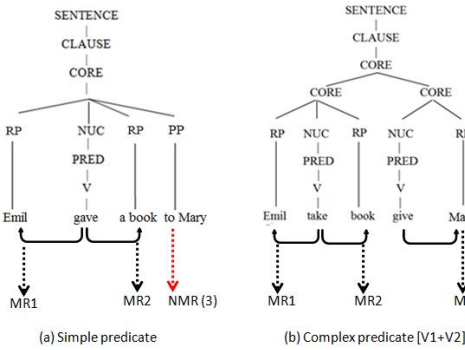 SENTENCE
CLAUSE
CORE
RP NUC RP PP
PRED
V
Emil gave a book to Mary
MR1 MR2 NMR (3)
(a) Simple predicate
SENTENCE
CLAUSE
CORE
CORE CORE
RP NUC RP NUC
PRED PRED
V V
Emil take book give
MR1 MR2
(b) Complex predicate [V1+V2]